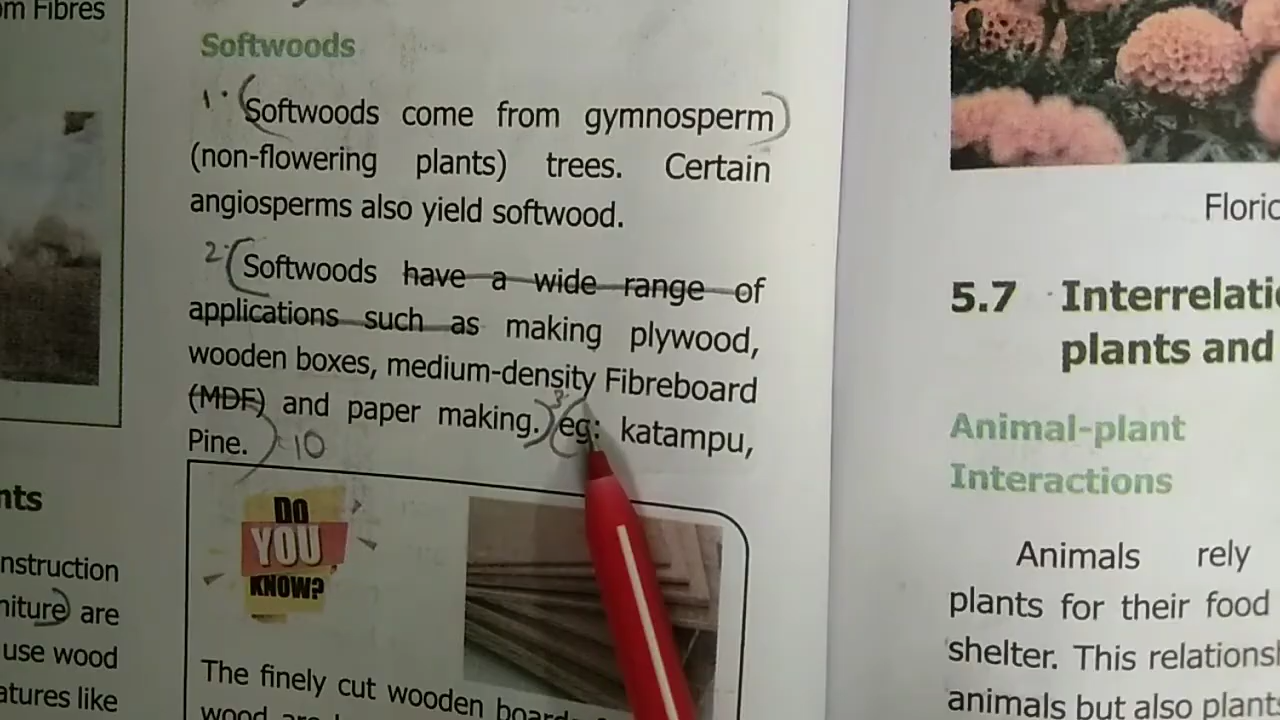 om Fibres
nts
nstruction
niture) are
use wood
atures like
Softwoods
1. (Softwoods come from gymnosperm)
(non-flowering plants) trees. Certain
angiosperms also yield softwood.
2. (Softwoods have a wide range of
applications such as making plywood,
wooden boxes, medium-density Fibreboard
(MDF) and paper making.) 3. (eg: katampu,
Pine. ) 10
DO
YOU
KNOW?
The finely cut wooden boards
Floric
5.7 Interrelati
plants and
Animal-plant
Interactions
Animals rely
plants for their food
shelter. This relations
animals but also plants